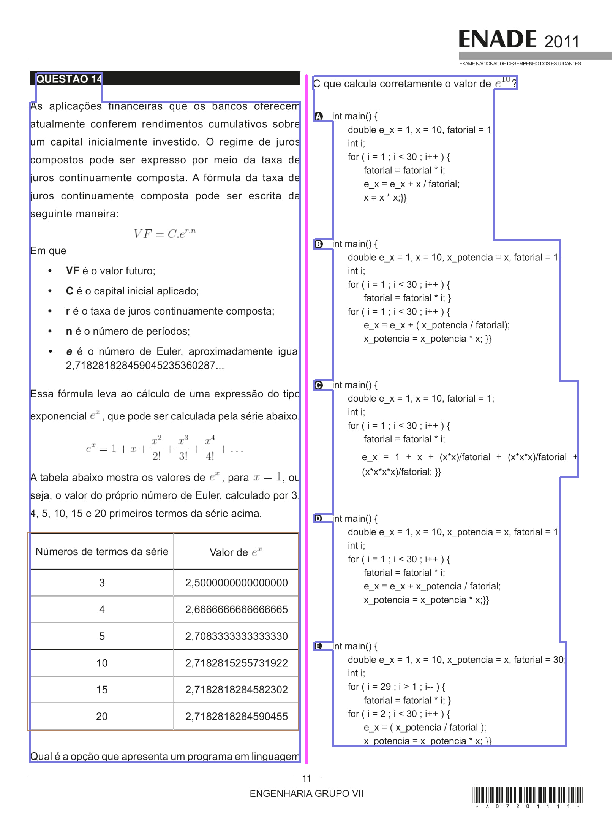 ENADE 2011
EXAME NACIONAL DE DESEMPENHO DOS ESTUDANTES
QUESTÃO 14
As aplicações financeiras que os bancos oferecem
atualmente conferem rendimentos cumulativos sobre
um capital inicialmente investido. O regime de juros
compostos pode ser expresso por meio da taxa de
juros continuamente composta. A fórmula da taxa de
juros continuamente composta pode ser escrita da
seguinte maneira:
VF = C.e^{r.n}
Em que
• VF é o valor futuro;
• C é o capital inicial aplicado;
• r é o taxa de juros continuamente composta;
• n é o número de períodos;
• e é o número de Euler, aproximadamente igual
2,718281828459045235360287...
Essa fórmula leva ao cálculo de uma expressão do tipo
exponencial e^x, que pode ser calculada pela série abaixo.
e^x = 1 + x + x^2/2! + x^3/3! + x^4/4! + ...
A tabela abaixo mostra os valores de e^x, para x = 1, ou
seja, o valor do próprio número de Euler, calculado por 3,
4, 5, 10, 15 e 20 primeiros termos da série acima.
Números de termos da série Valor de e^x
3 2,5000000000000000
4 2,6666666666666665
5 2,7083333333333330
10 2,7182815255731922
15 2,7182818284582302
20 2,7182818284590455
Qual é a opção que apresenta um programa em linguagem
C que calcula corretamente o valor de e^{10}?
A int main() {
double e_x = 1, x = 10, fatorial = 1;
int i;
for ( i = 1 ; i < 30 ; i++ ) {
fatorial = fatorial * i;
e_x = e_x + x / fatorial;
x = x * x;}}
B int main() {
double e_x = 1, x = 10, x_potencia = x, fatorial = 1;
int i;
for ( i = 1 ; i < 30 ; i++ ) {
fatorial = fatorial * i; }
for ( i = 1 ; i < 30 ; i++ ) {
e_x = e_x + ( x_potencia / fatorial);
x_potencia = x_potencia * x; }}
C int main() {
double e_x = 1, x = 10, fatorial = 1;
int i;
for ( i = 1 ; i < 30 ; i++ ) {
fatorial = fatorial * i;
e_x = 1 + x + (x*x)/fatorial + (x*x*x)/fatorial +
(x*x*x*x)/fatorial; }}
D int main() {
double e_x = 1, x = 10, x_potencia = x, fatorial = 1;
int i;
for ( i = 1 ; i < 30 ; i++ ) {
fatorial = fatorial * i;
e_x = e_x + x_potencia / fatorial;
x_potencia = x_potencia * x;}}
E int main() {
double e_x = 1, x = 10, x_potencia = x, fatorial = 30;
int i;
for ( i = 29 ; i > 1 ; i-- ) {
fatorial = fatorial * i; }
for ( i = 2 ; i < 30 ; i++ ) {
e_x = ( x_potencia / fatorial );
x_potencia = x_potencia * x; }}
11
ENGENHARIA GRUPO VII